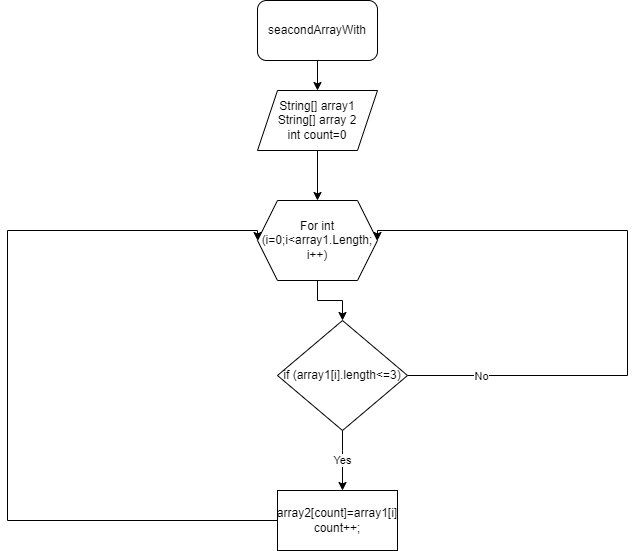 seacondArrayWith
String[] array1
String[] array 2
int count=0
For int
(i=0;i<array1.Length;
i++)
if (array1[i].length<=3)
No
Yes
array2[count]=array1[i]
count++;